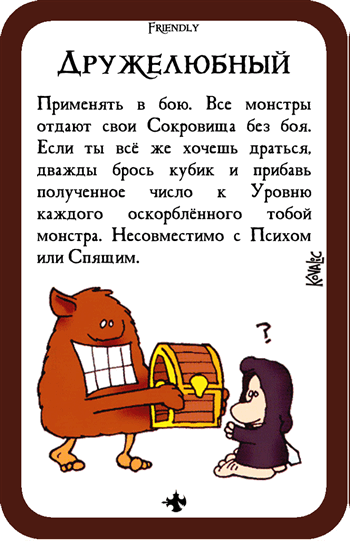 Friendly
Дружелюбный
Применять в бою. Все монстры
отдают свои Сокровища без боя.
Если ты всё же хочешь драться,
дважды брось кубик и прибавь
полученное число к Уровню
каждого оскорблённого тобой
монстра. Несовместимо с Психом
или Спящим.
Kovalic
?